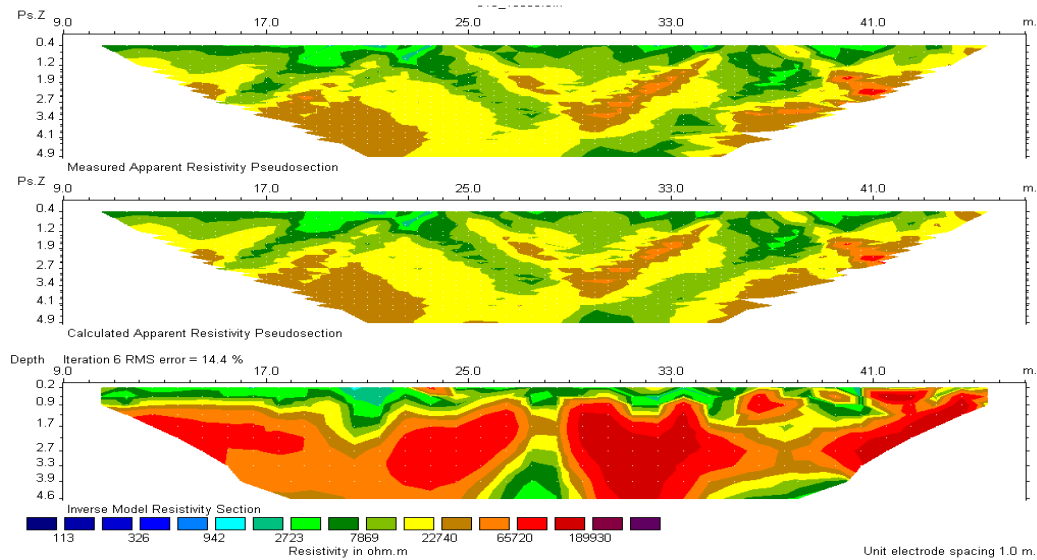 Ps.Z
9.0 17.0 25.0 33.0 41.0 m.
0.4
1.2
1.9
2.7
3.4
4.1
4.9
Measured Apparent Resistivity Pseudosection
Ps.Z
9.0 17.0 25.0 33.0 41.0 m.
0.4
1.2
1.9
2.7
3.4
4.1
4.9
Calculated Apparent Resistivity Pseudosection
Depth Iteration 6 RMS error = 14.4 %
9.0 17.0 25.0 33.0 41.0 m.
0.2
0.9
1.7
2.7
3.3
3.9
4.6
Inverse Model Resistivity Section
113 326 942 2723 7869 22740 65720 189930
Resistivity in ohm.m
Unit electrode spacing 1.0 m.